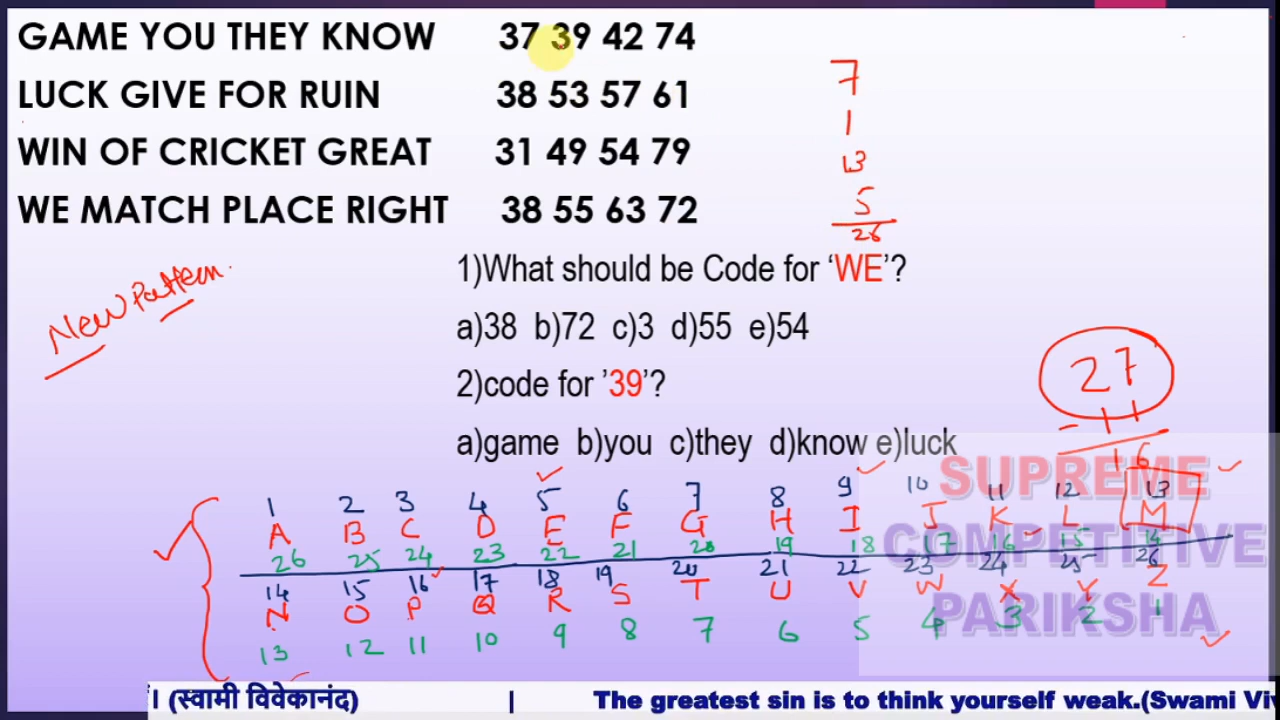 GAME YOU THEY KNOW 37 39 42 74
LUCK GIVE FOR RUIN 38 53 57 61
WIN OF CRICKET GREAT 31 49 54 79
WE MATCH PLACE RIGHT 38 55 63 72
7
1
13
5
26
New Pattern.
1)What should be Code for ‘WE’?
a)38 b)72 c)3 d)55 e)54
2)code for ’39’?
a)game b)you c)they d)know e)luck
27
- 11
16
1 2 3 4 5 6 7 8 9 10 11 12 13
A B C D E F G H I J K L M
26 25 24 23 22 21 20 19 18 17 16 15 14
14 15 16 17 18 19 20 21 22 23 24 25 26
N O P Q R S T U V W X Y Z
13 12 11 10 9 8 7 6 5 4 3 2 1
SUPREME
COMPETITIVE
PARIKSHA
। (स्वामी विवेकानंद) | The greatest sin is to think yourself weak.(Swami Viv